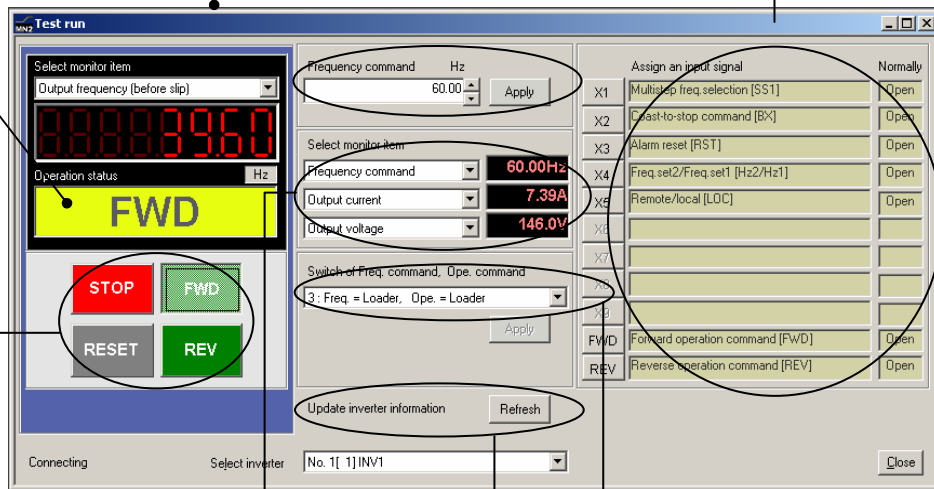 MN2 Test run
Select monitor item
Output frequency (before slip)
39.60
Operation status
Hz
FWD
STOP
FWD
RESET
REV
Frequency command Hz
60.00
Apply
Select monitor item
Frequency command
60.00Hz
Output current
7.39A
Output voltage
146.0V
Switch of Freq. command, Ope. command
3 : Freq. = Loader, Ope. = Loader
Apply
Update inverter information
Refresh
Assign an input signal
Normally
X1 Multistep freq.selection [SS1] Open
X2 Coast-to-stop command [BX] Open
X3 Alarm reset [RST] Open
X4 Freq.set2/Freq.set1 [Hz2/Hz1] Open
X5 Remote/local [LOC] Open
X6
X7
X8
X9
FWD Forward operation command [FWD] Open
REV Reverse operation command [REV] Open
Connecting
Select inverter
No. 1[ 1] INV1
Close